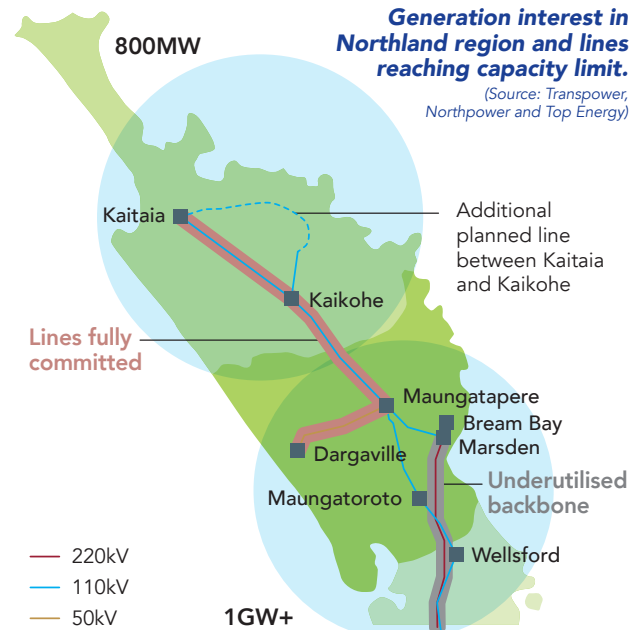 Generation interest in
Northland region and lines
reaching capacity limit.
(Source: Transpower,
Northpower and Top Energy)
800MW
Kaitaia
Additional
planned line
between Kaitaia
and Kaikohe
Kaikohe
Lines fully
committed
Maungatapere
Bream Bay
Marsden
Dargaville
Underutilised
backbone
Maungatoroto
Wellsford
220kV
110kV
50kV
1GW+